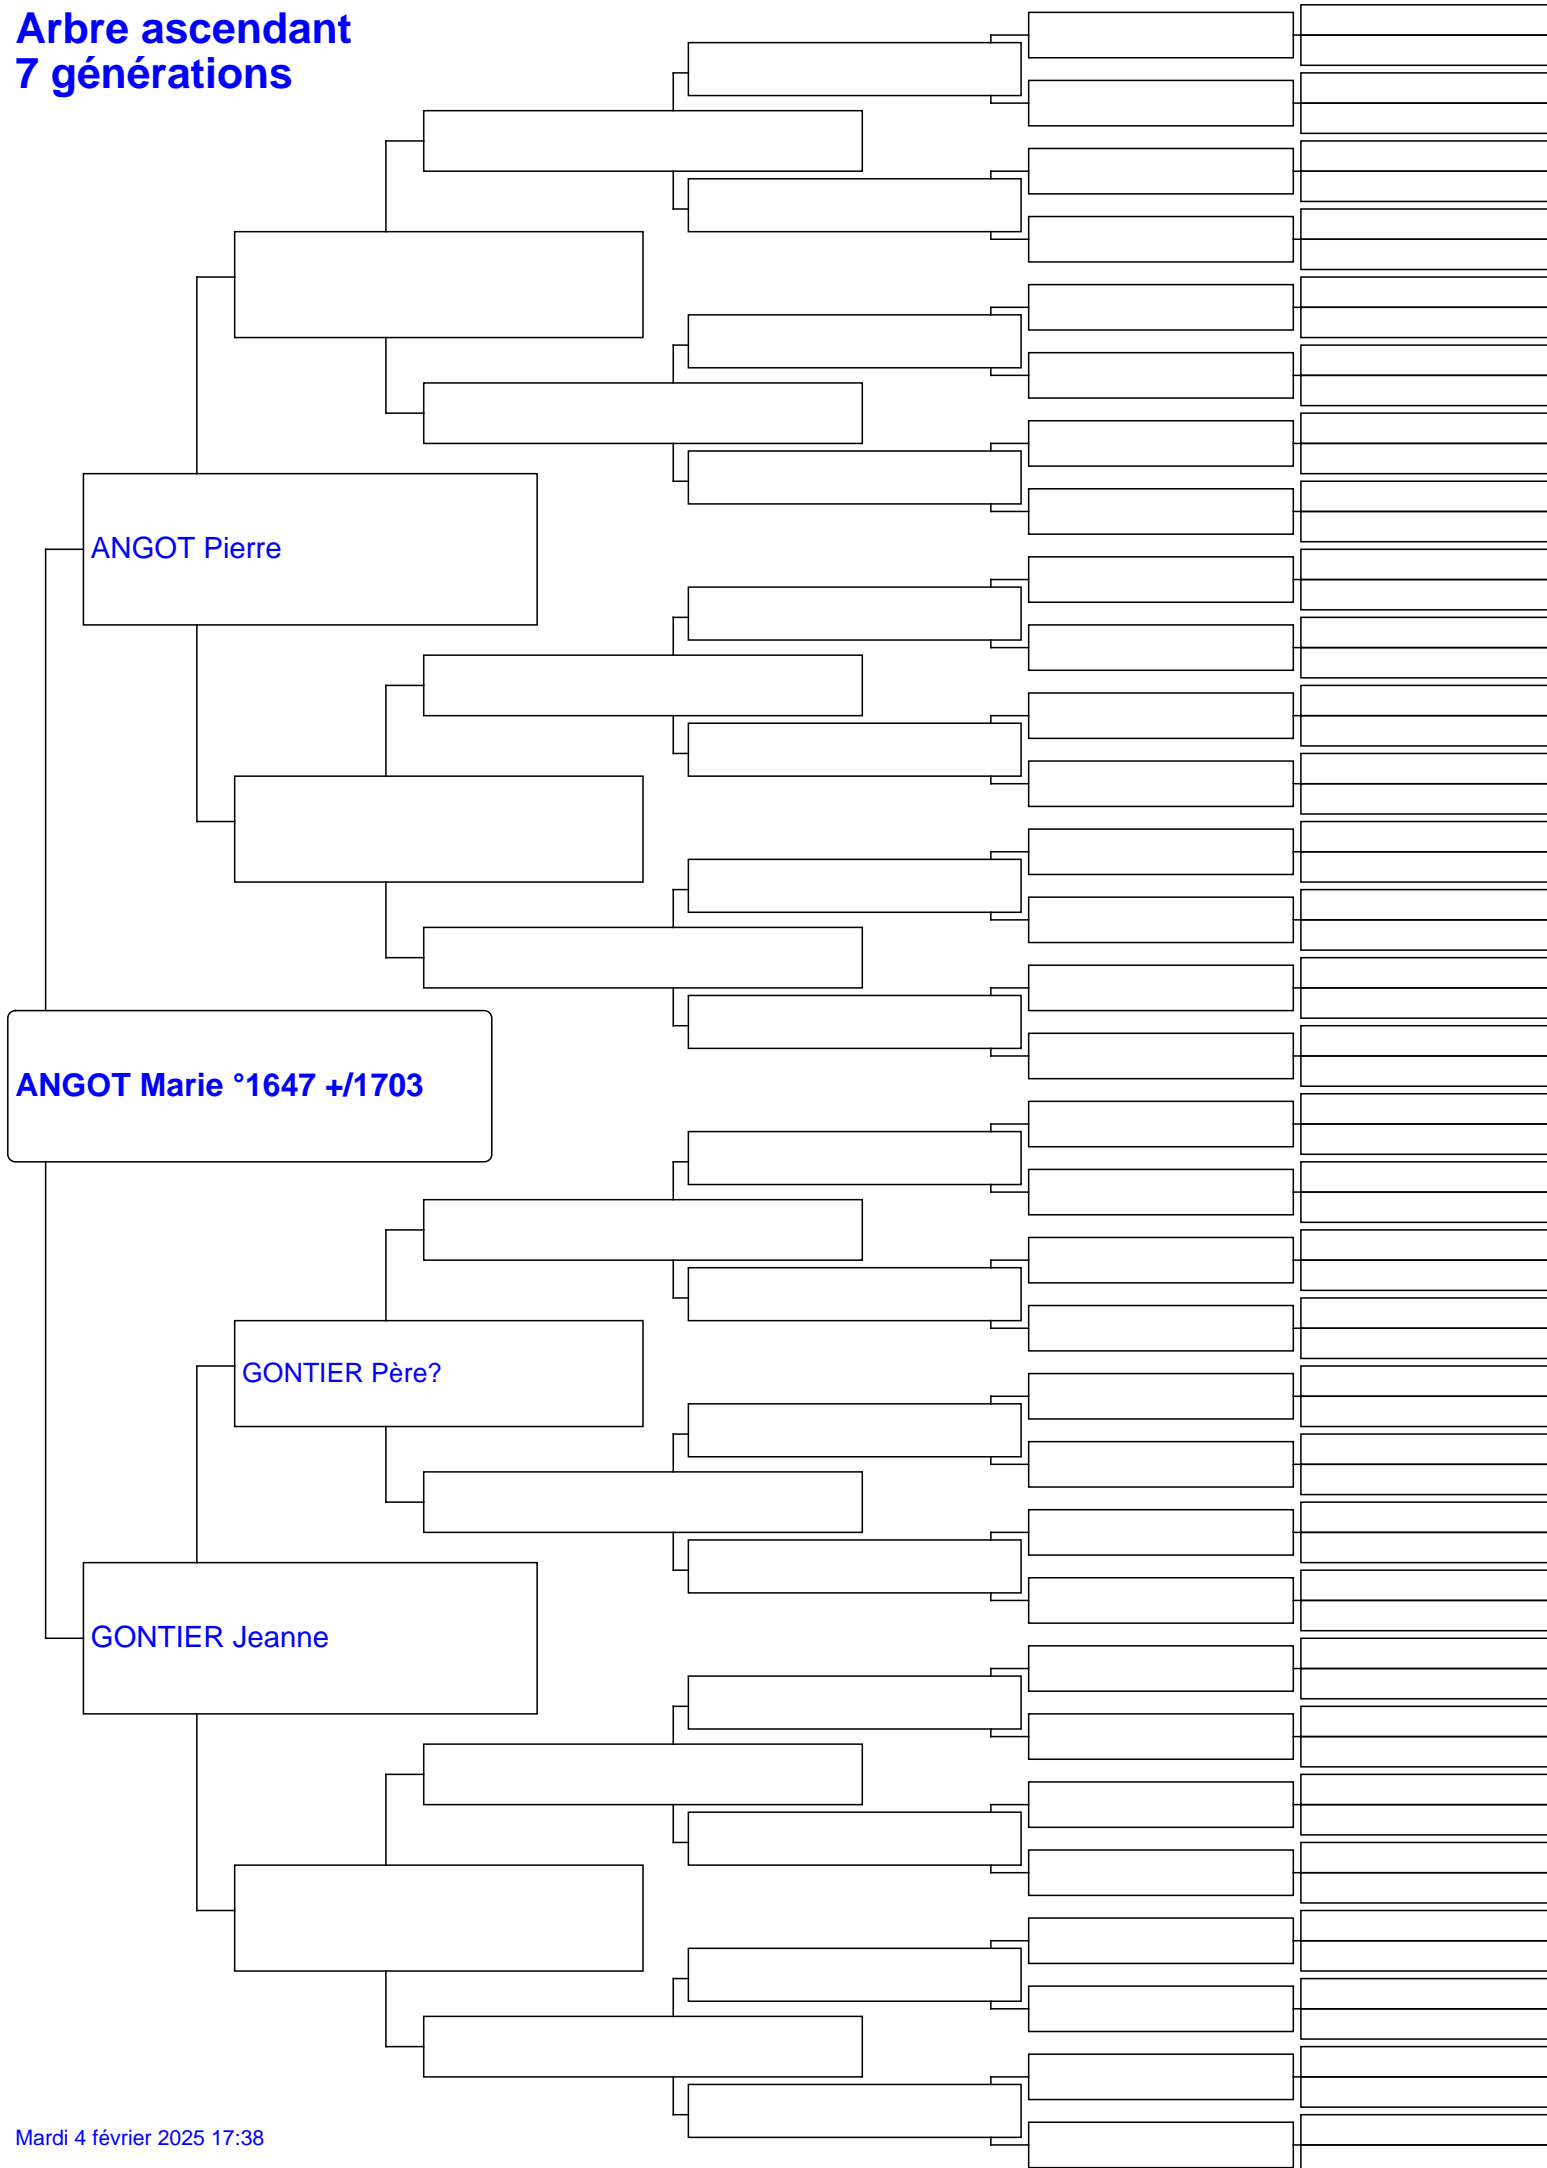 Arbre ascendant
7 générations
ANGOT Pierre
ANGOT Marie °1647 +/1703
GONTIER Père?
GONTIER Jeanne
Mardi 4 février 2025 17:38